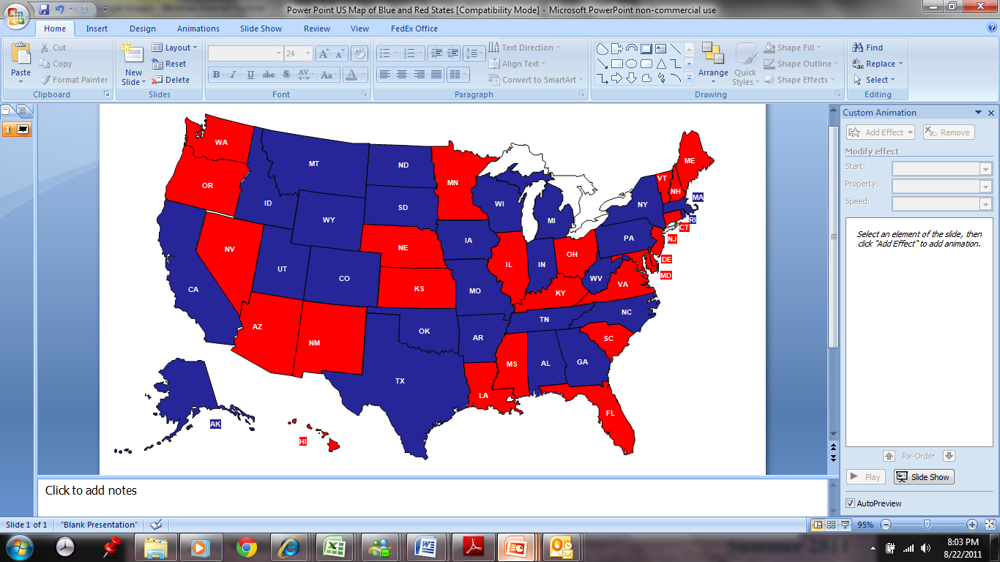 Power Point US Map of Blue and Red States [Compatibility Mo - Microsoft PowerPoint non-commercial use
Home Insert Design Animations Slide Show Review View FedEx Office
Paste
Cut
Copy
Format Painter
Clipboard
New
Slide
Layout
Reset
Delete
Slides
24
B I U abc S AV Aa A
Font
Text Direction
Align Text
Convert to SmartArt
Paragraph
Arrange
Quick
Styles
Shape Fill
Shape Outline
Shape Effects
Drawing
Find
Replace
Select
Editing
1
WA
MT
ND
MN
ME
VT
NH
OR
ID
WY
SD
WI
MI
NY
MA
RI
CT
NJ
NV
UT
CO
NE
IA
IL
IN
OH
PA
DE
MD
CA
KS
MO
KY
WV
VA
AZ
NM
OK
AR
TN
NC
SC
TX
LA
MS
AL
GA
FL
AK
HI
Custom Animation
Add Effect
Remove
Modify effect
Start:
Property:
Speed:
Select an element of the slide, then
click "Add Effect" to add animation.
Re-Order
Play
Slide Show
AutoPreview
Click to add notes
Slide 1 of 1 "Blank Presentation" 95%
8:03 PM
8/22/2011